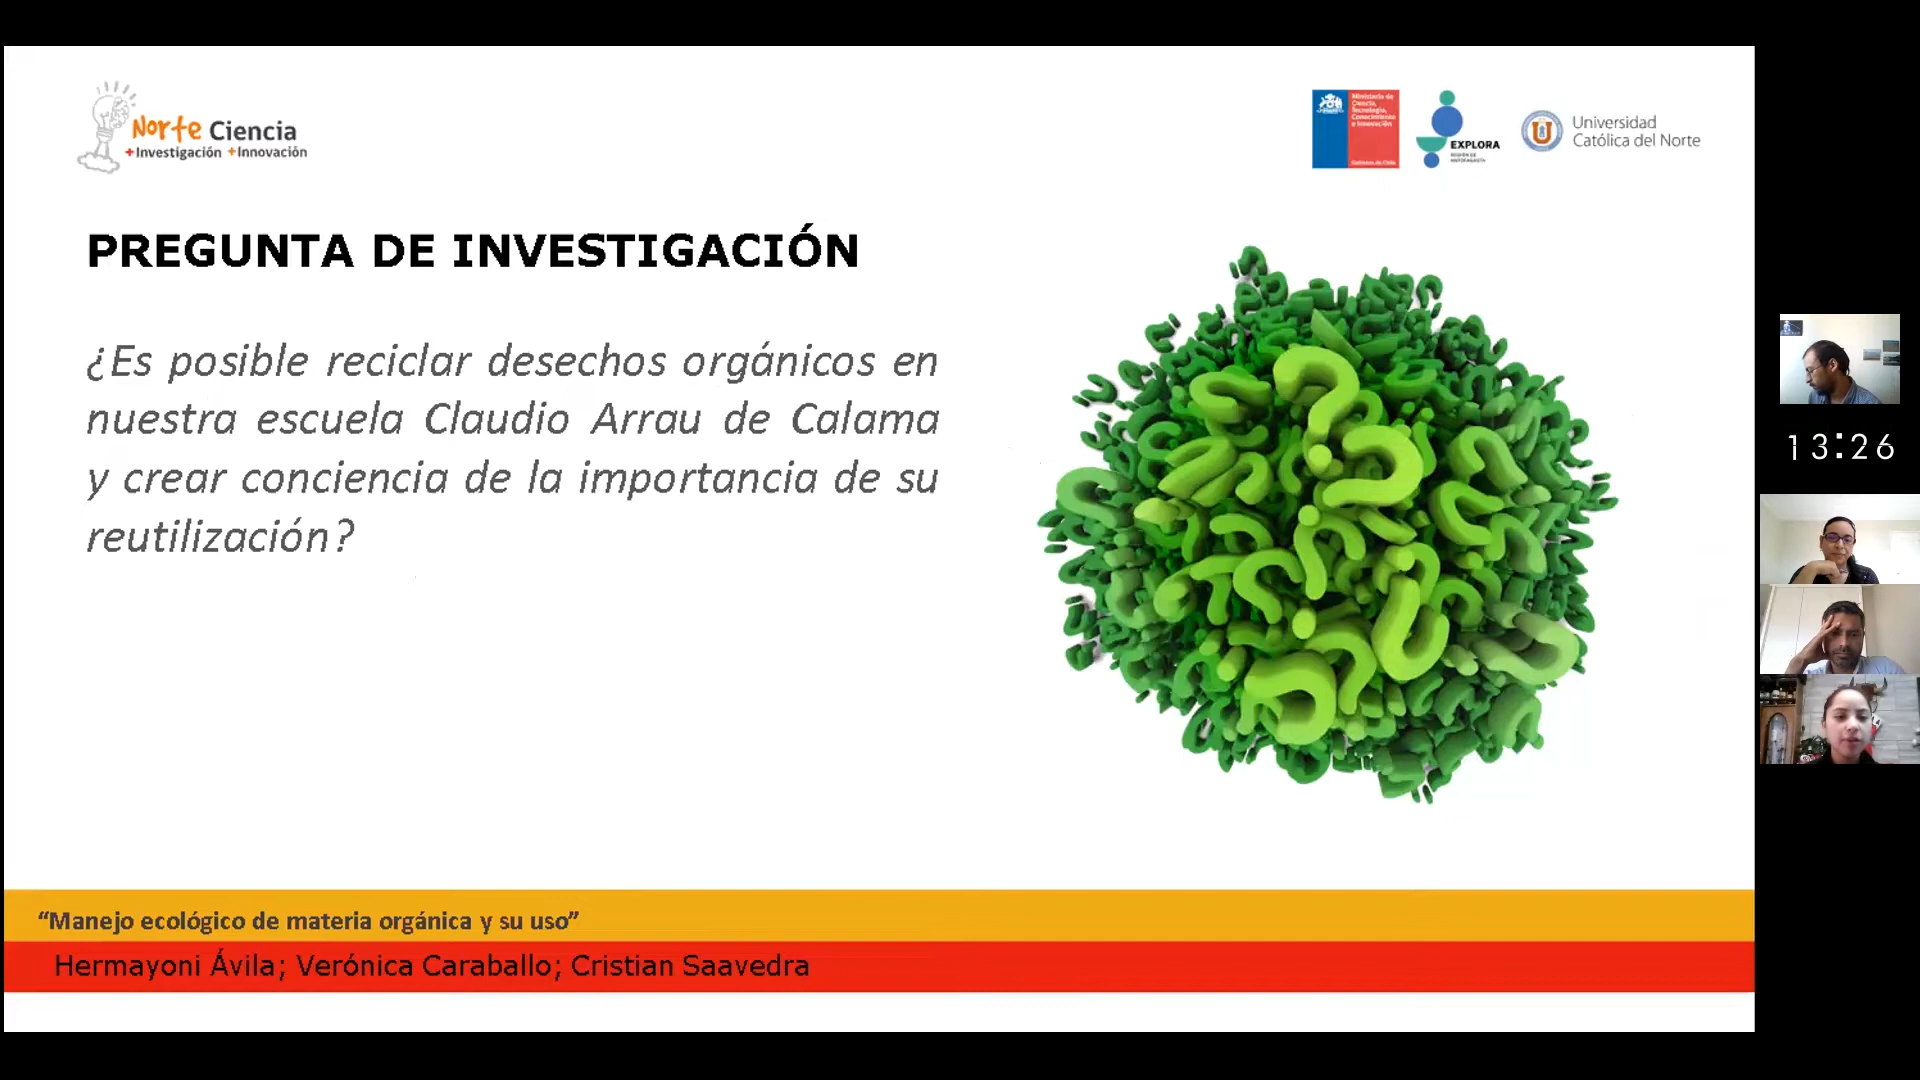 Norte Ciencia
+Investigación +Innovación
Ministerio de
Ciencia,
Tecnología,
Conocimiento
e Innovación
Gobierno de Chile
EXPLORA
REGIÓN DE
ANTOFAGASTA
Universidad
Católica del Norte
PREGUNTA DE INVESTIGACIÓN
¿Es posible reciclar desechos orgánicos en
nuestra escuela Claudio Arrau de Calama
y crear conciencia de la importancia de su
reutilización?
13:26
“Manejo ecológico de materia orgánica y su uso”
Hermayoni Ávila; Verónica Caraballo; Cristian Saavedra